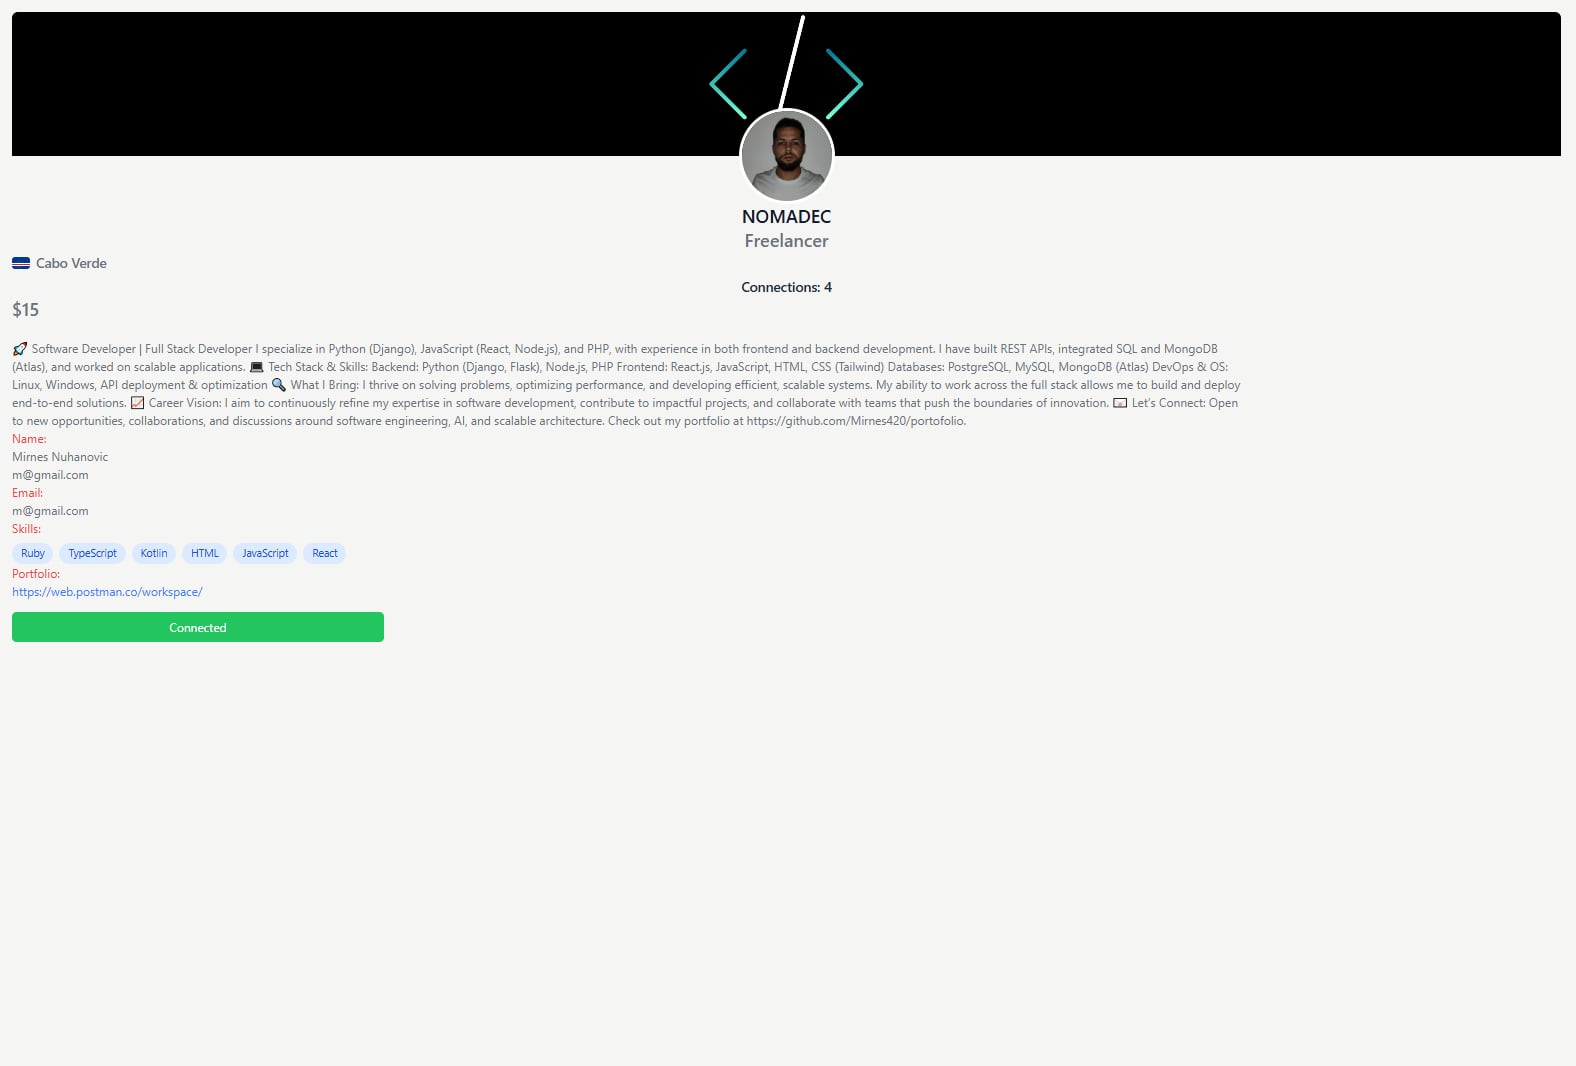 NOMADEC
Freelancer
Cabo Verde
Connections: 4
$15
🚀 Software Developer | Full Stack Developer I specialize in Python (Django), JavaScript (React, Node.js), and PHP, with experience in both frontend and backend development. I have built REST APIs, integrated SQL and MongoDB
(Atlas), and worked on scalable applications. 💻 Tech Stack & Skills: Backend: Python (Django, Flask), Node.js, PHP Frontend: React.js, JavaScript, HTML, CSS (Tailwind) Databases: PostgreSQL, MySQL, MongoDB (Atlas) DevOps & OS:
Linux, Windows, API deployment & optimization 🔍 What I Bring: I thrive on solving problems, optimizing performance, and developing efficient, scalable systems. My ability to work across the full stack allows me to build and deploy
end-to-end solutions. 📈 Career Vision: I aim to continuously refine my expertise in software development, contribute to impactful projects, and collaborate with teams that push the boundaries of innovation. 📧 Let's Connect: Open
to new opportunities, collaborations, and discussions around software engineering, AI, and scalable architecture. Check out my portfolio at https://github.com/Mirnes420/portofolio.
Name:
Mirnes Nuhanovic
m@gmail.com
Email:
m@gmail.com
Skills:
Ruby TypeScript Kotlin HTML JavaScript React
Portfolio:
https://web.postman.co/workspace/
Connected